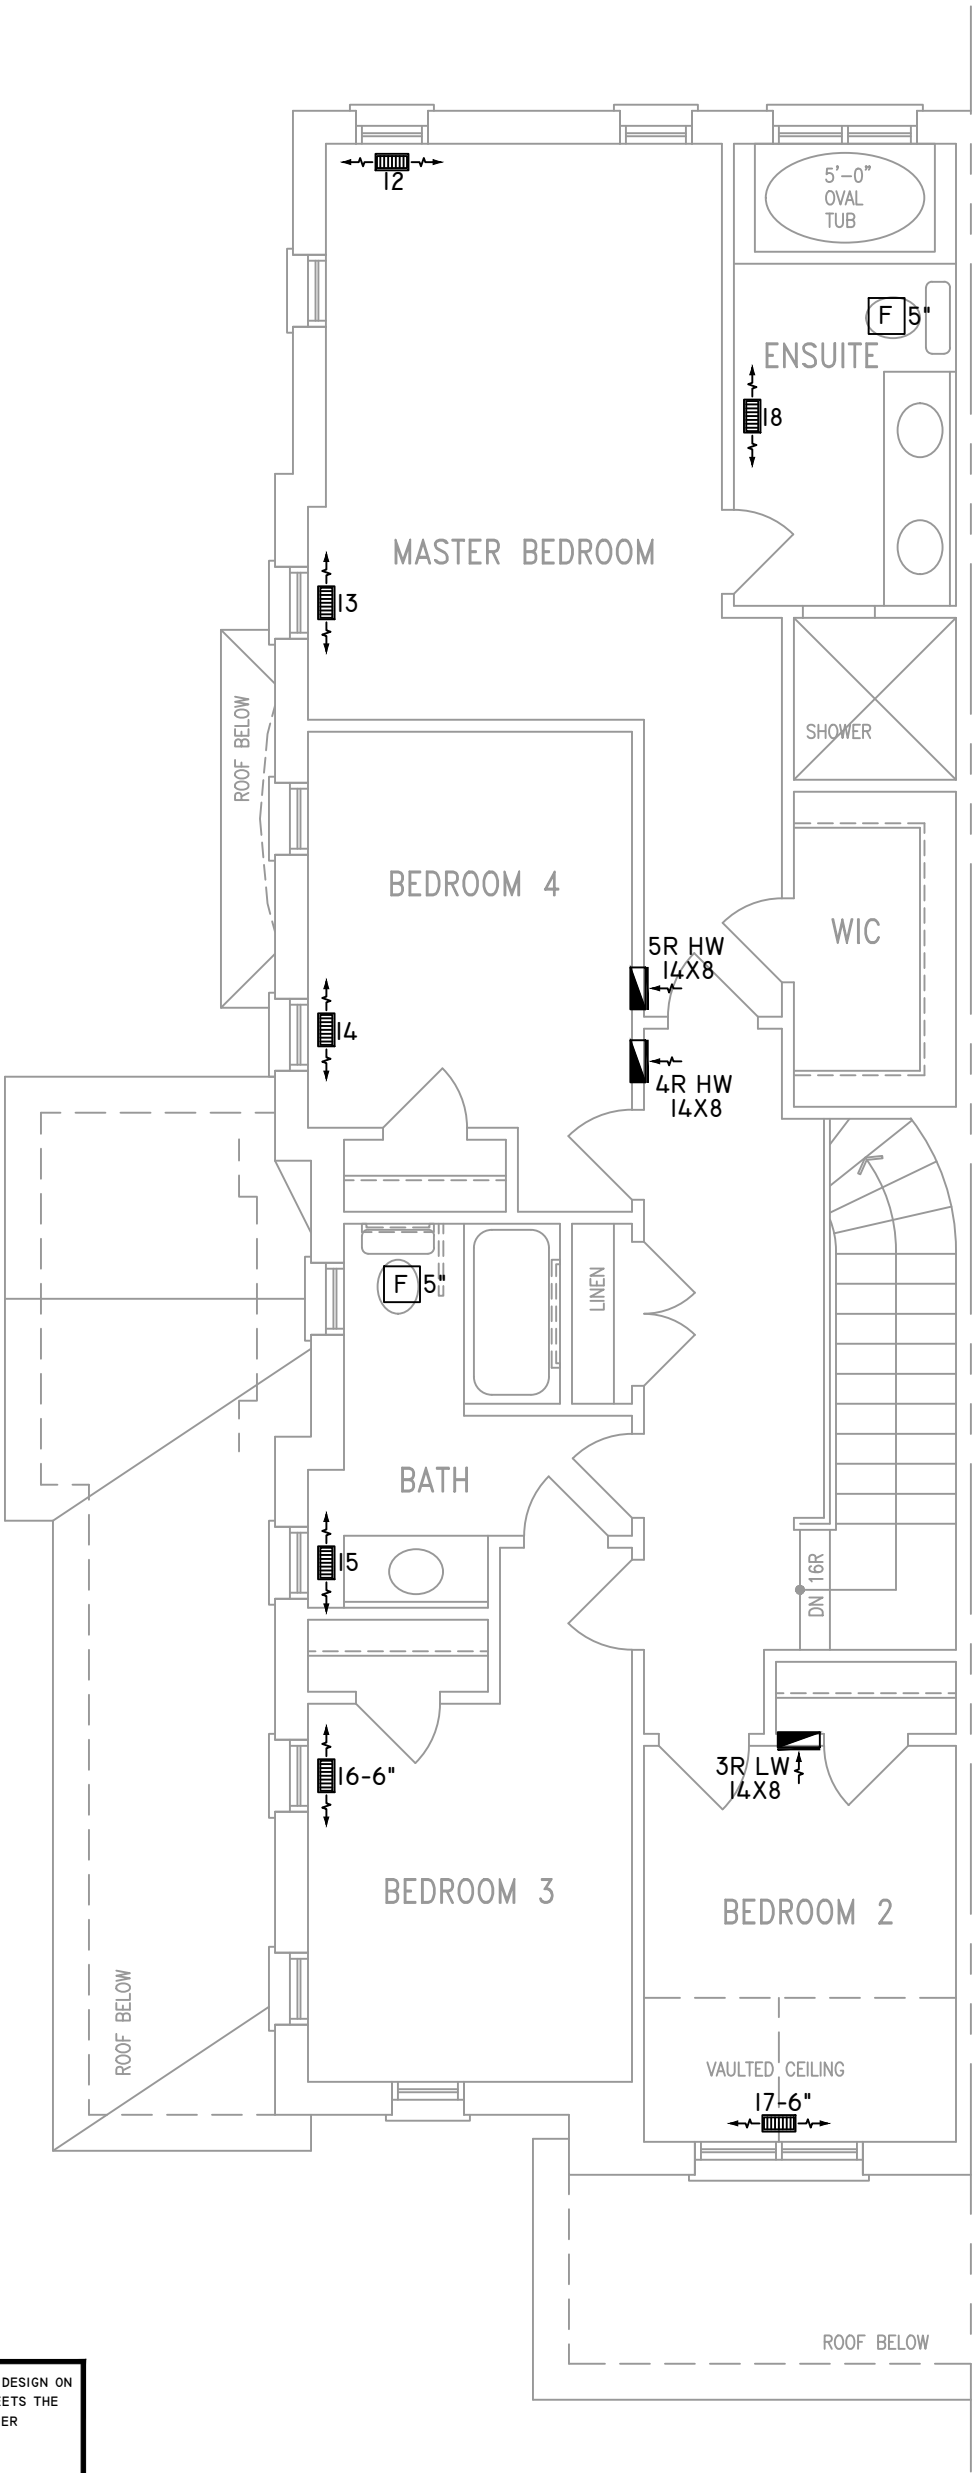 12
5'-0"
OVAL
TUB
F 5"
ENSUITE
18
MASTER BEDROOM
13
ROOF BELOW
SHOWER
BEDROOM 4
WIC
5R HW
14X8
14
4R HW
14X8
F 5"
LINEN
BATH
15
DN 16R
16-6"
3R LW
14X8
BEDROOM 3
BEDROOM 2
ROOF BELOW
VAULTED CEILING
17-6"
ROOF BELOW
DESIGN ON
THE